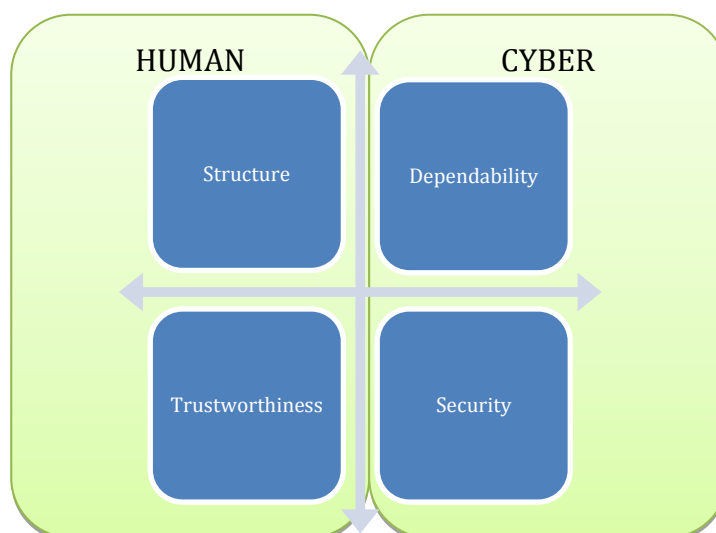 HUMAN
CYBER
Structure
Dependability
Trustworthiness
Security